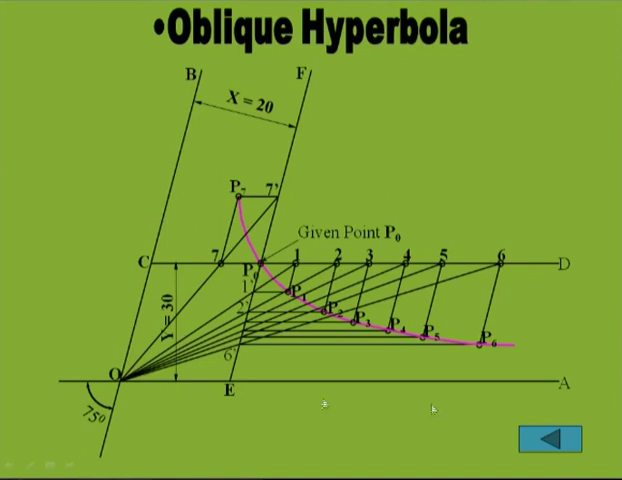 •Oblique Hyperbola
B
F
X = 20
P7
7'
Given Point P0
C
7
P0
1
2
3
4
5
6
D
1'
P1
2'
P2
P3
P4
P5
6'
P6
Y = 30
O
E
A
75⁰